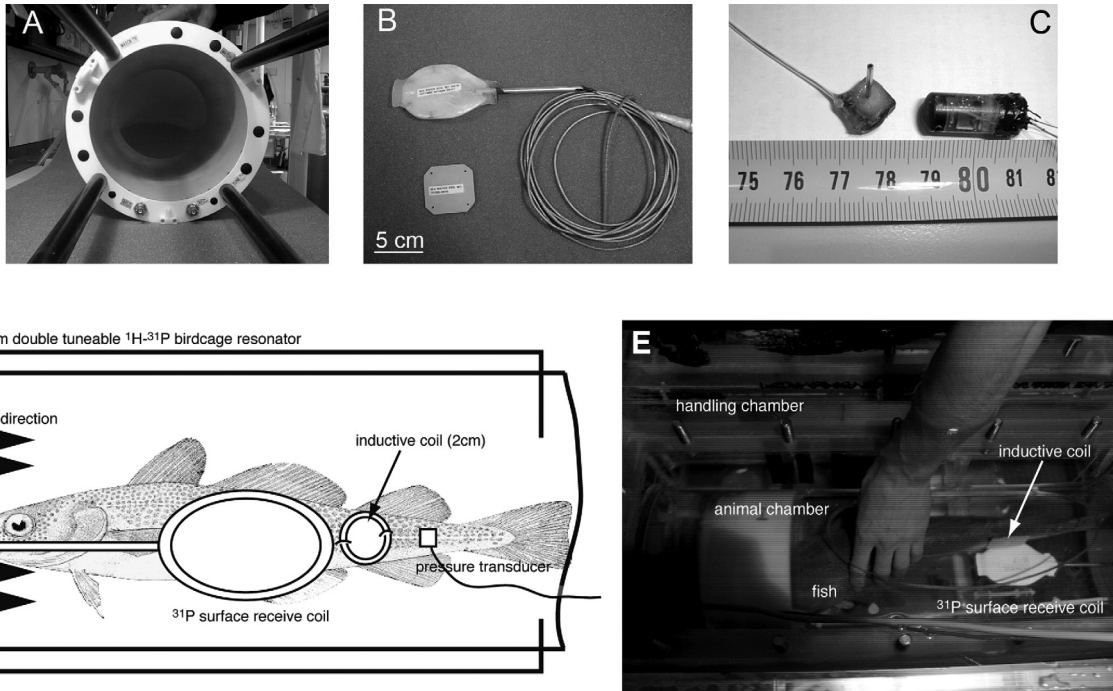 A
B
5 cm
C
75 76 77 78 79 80 81 8
m double tuneable ¹H-³¹P birdcage resonator
direction
inductive coil (2cm)
pressure transducer
³¹P surface receive coil
E
handling chamber
inductive coil
animal chamber
fish
³¹P surface receive coil